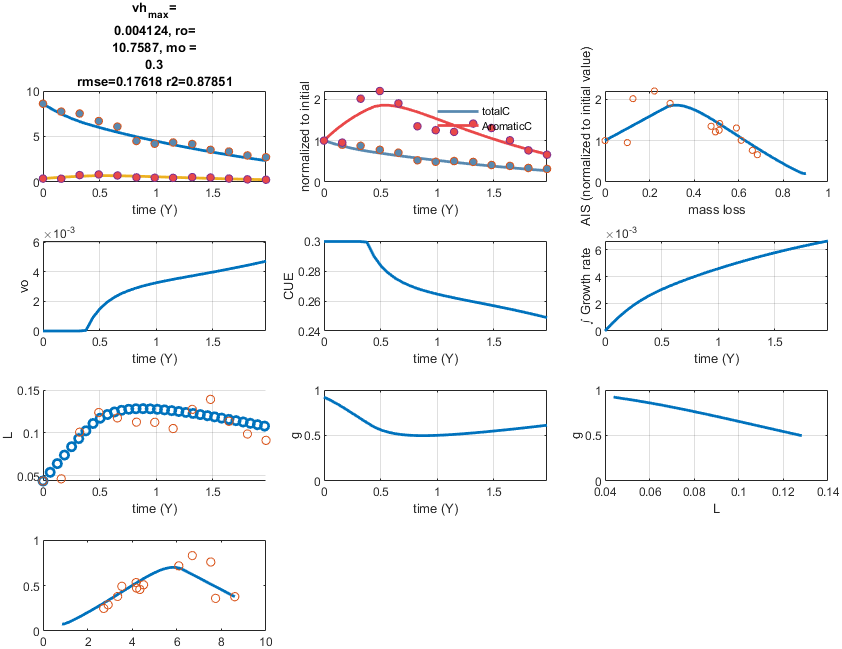 vh_max=
0.004124, ro=
10.7587, mo =
0.3
rmse=0.17618 r2=0.87851
10
5
0
0 0.5 1 1.5
time (Y)
normalized to initial
2
1
0
totalC
AromaticC
0 0.5 1 1.5
time (Y)
AIS (normalized to initial value)
2
1
0
0 0.2 0.4 0.6 0.8 1
mass loss
×10^-3
vo
6
4
2
0
0 0.5 1 1.5
time (Y)
CUE
0.3
0.28
0.26
0.24
0 0.5 1 1.5
time (Y)
×10^-3
∫ Growth rate
6
4
2
0
0 0.5 1 1.5
time (Y)
L
0.15
0.1
0.05
0 0.5 1 1.5
time (Y)
g
1
0.5
0
0 0.5 1 1.5
time (Y)
g
1
0.5
0
0.04 0.06 0.08 0.1 0.12 0.14
L
1
0.5
0
0 2 4 6 8 10